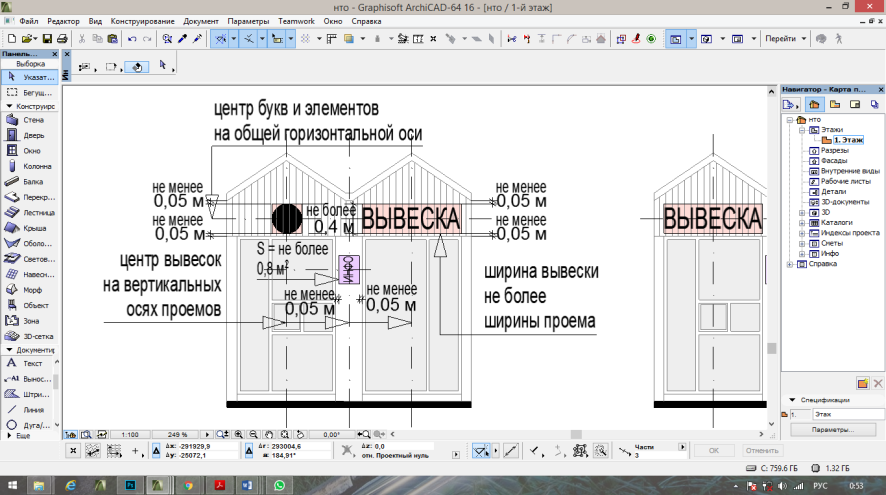 нто - Graphisoft ArchiCAD-64 16 - [нто / 1-й этаж]
Файл Редактор Вид Конструирование Документ Параметры Teamwork Окно Справка
Перейти
Панель...
Выборка
Указат...
Бегущ...
Конструирс
Стена
Дверь
Окно
Колонна
Балка
Перекр...
Лестница
Крыша
Оболо...
Светов...
Навесн...
Морф
Объект
Зона
3D-сетка
Документи
Текст
Вынос...
Штри...
Линия
Дуга/...
Еще
Ин
центр букв и элементов
на общей горизонтальной оси
не менее
0,05 м
не менее
0,05 м
не более
0,4 м
ВЫВЕСКА
не менее
0,05 м
не менее
0,05 м
ВЫВЕСКА
S = не более
0,8 м²
ИНФО
центр вывесок
на вертикальных
осях проемов
не менее
0,05 м
не менее
0,05 м
ширина вывески
не более
ширины проема
Навигатор - Карта п...
нто
Этажи
1. Этаж
Разрезы
Фасады
Внутренние виды
Рабочие листы
Детали
3D-документы
3D
Каталоги
Индексы проекта
Сметы
Инфо
Справка
Спецификации
1. Этаж
Параметры...
1:100 249 % 0,00°
Δx: -291929,9
Δy: -25072,1
Δr: 293004,6
α: 184,91°
Δz: 0,0
отн. Проектный нуль
Части
3
OK Отменить
C: 759.6 ГБ 1.32 ГБ
РУС 0:53